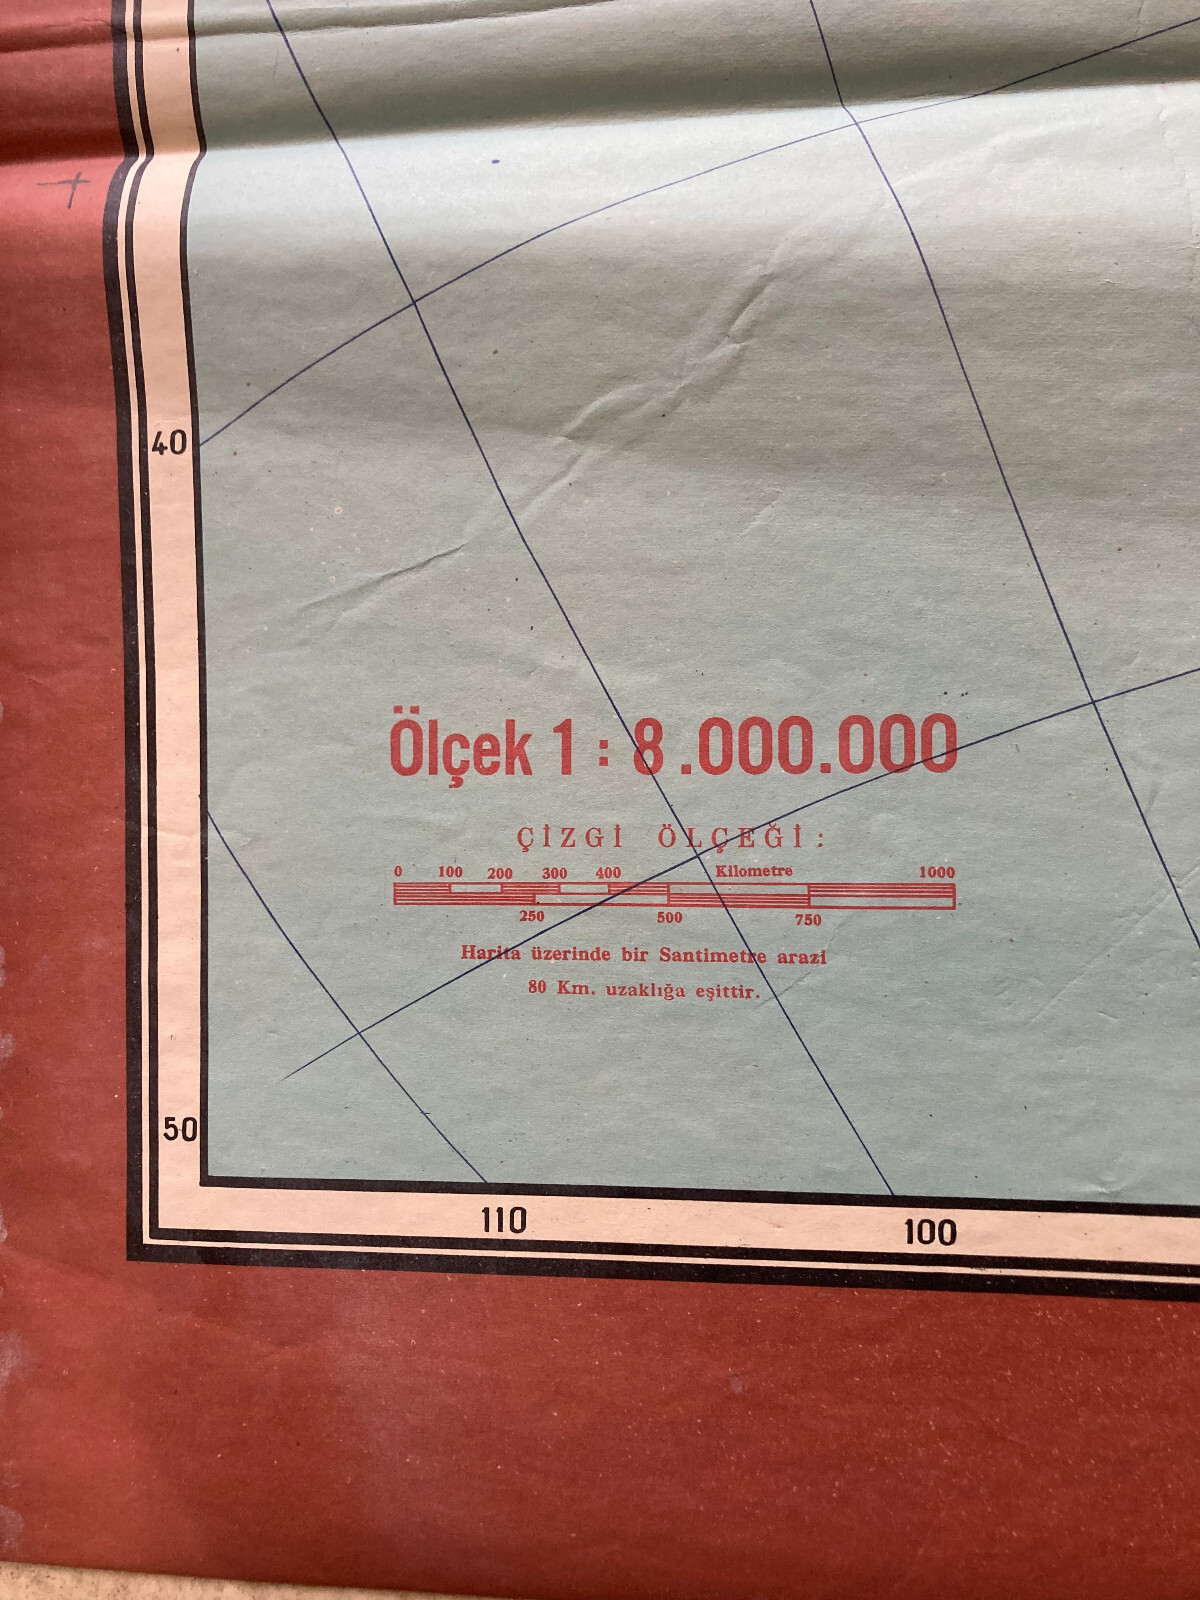 40
Ölçek 1 : 8.000.000
ÇİZGİ ÖLÇEĞİ :
0 100 200 300 400 Kilometre 1000
250 500 750
Harita üzerinde bir Santimetre arazi
80 Km. uzaklığa eşittir.
50
110 100